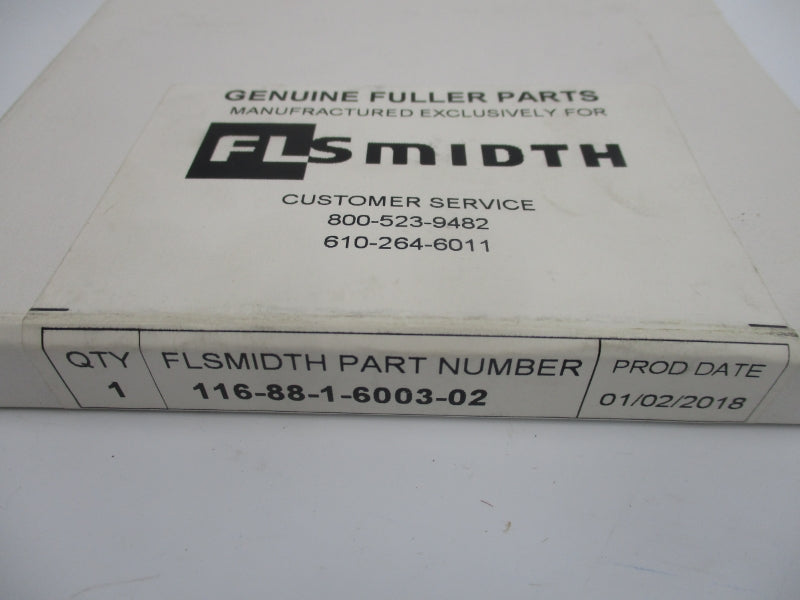 GENUINE FULLER PARTS
MANUFRACTURED EXCLUSIVELY FOR
FLSMIDTH
CUSTOMER SERVICE
800-523-9482
610-264-6011
QTY
1
FLSMIDTH PART NUMBER
116-88-1-6003-02
PROD DATE
01/02/2018